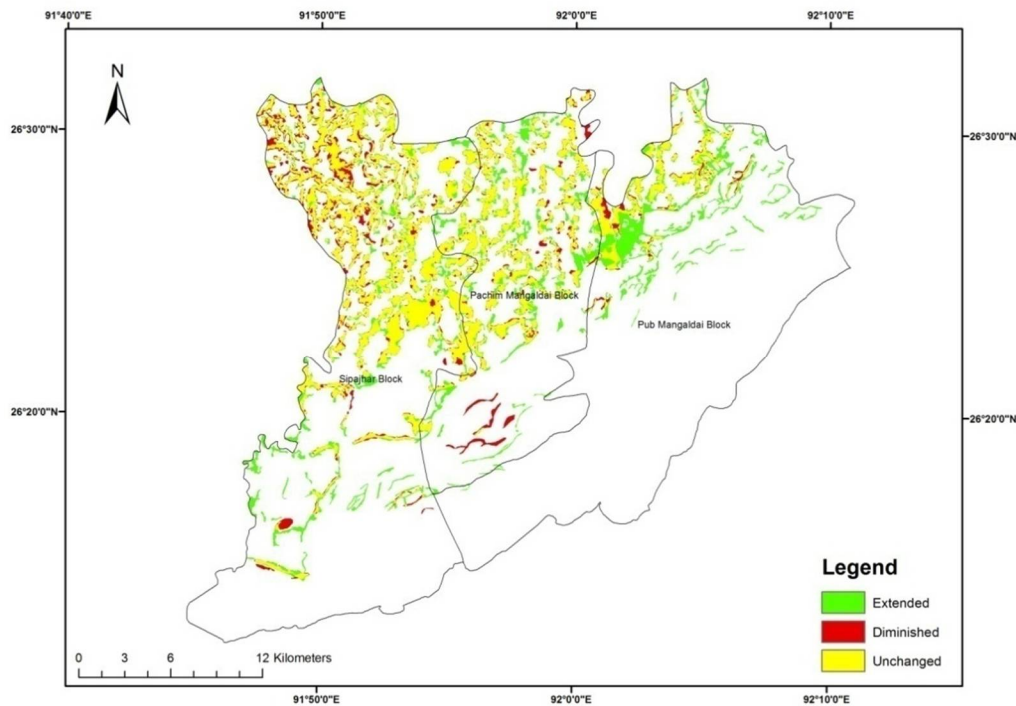 91°40'0"E
91°50'0"E
92°0'0"E
92°10'0"E
N
26°30'0"N
26°30'0"N
Pachim Mangaldai Block
Pub Mangaldai Block
Sipajhar Block
26°20'0"N
26°20'0"N
Legend
Extended
Diminished
Unchanged
0 3 6 12 Kilometers
91°50'0"E
92°0'0"E
92°10'0"E